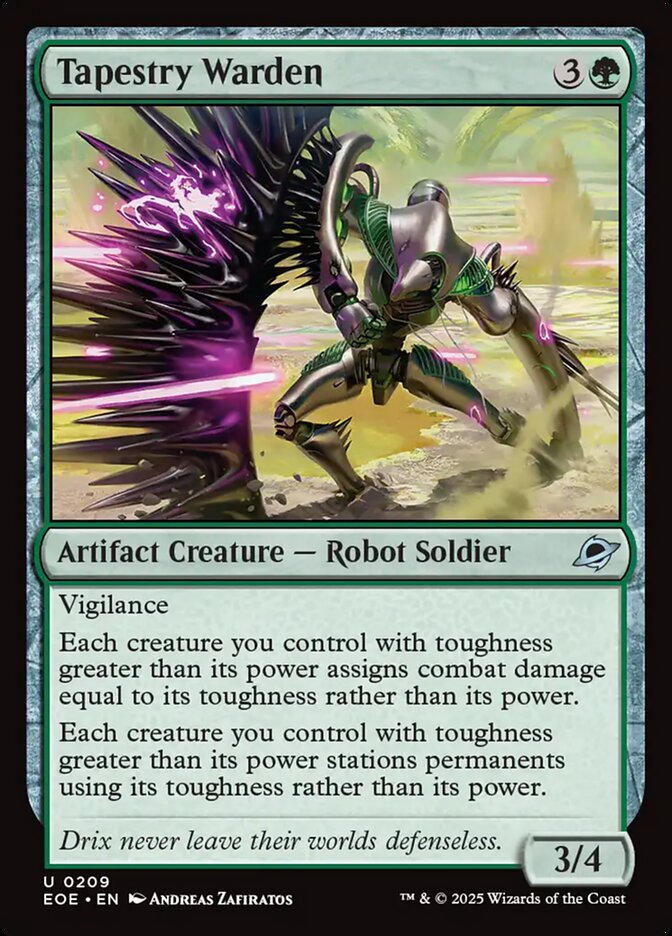 Tapestry Warden
3
Artifact Creature — Robot Soldier
Vigilance
Each creature you control with toughness
greater than its power assigns combat damage
equal to its toughness rather than its power.
Each creature you control with toughness
greater than its power stations permanents
using its toughness rather than its power.
Drix never leave their worlds defenseless.
3/4
U 0209
EOE • EN ANDREAS ZAFIRATOS
™ & © 2025 Wizards of the Coast